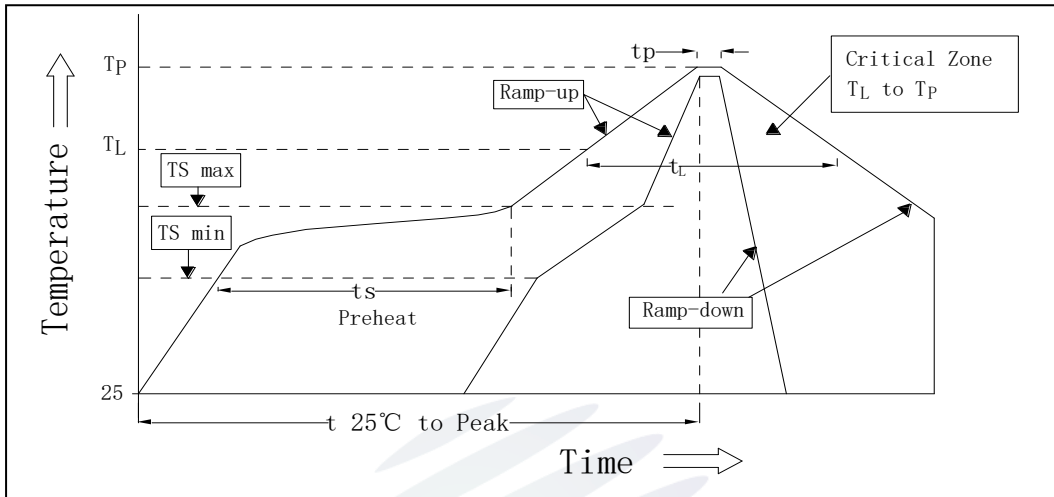 tp
Critical Zone
TL to TP
TP
Ramp-up
TL
tL
TS max
TS min
ts
Preheat
Ramp-down
25
t 25℃ to Peak
Temperature
Time